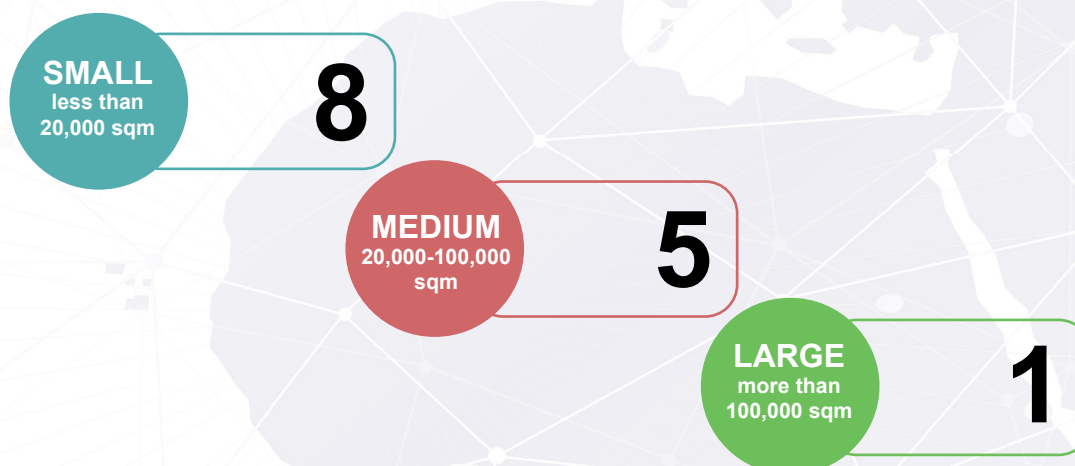 SMALL
less than
20,000 sqm
8
MEDIUM
20,000-100,000
sqm
5
LARGE
more than
100,000 sqm
1